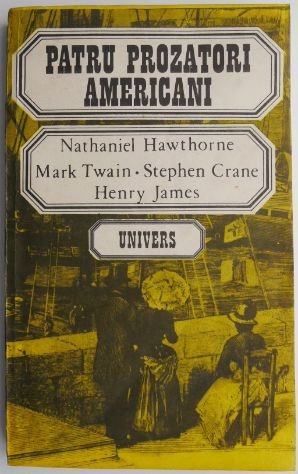 PATRU PROZATORI
AMERICANI
Nathaniel Hawthorne
Mark Twain • Stephen Crane
Henry James
UNIVERS